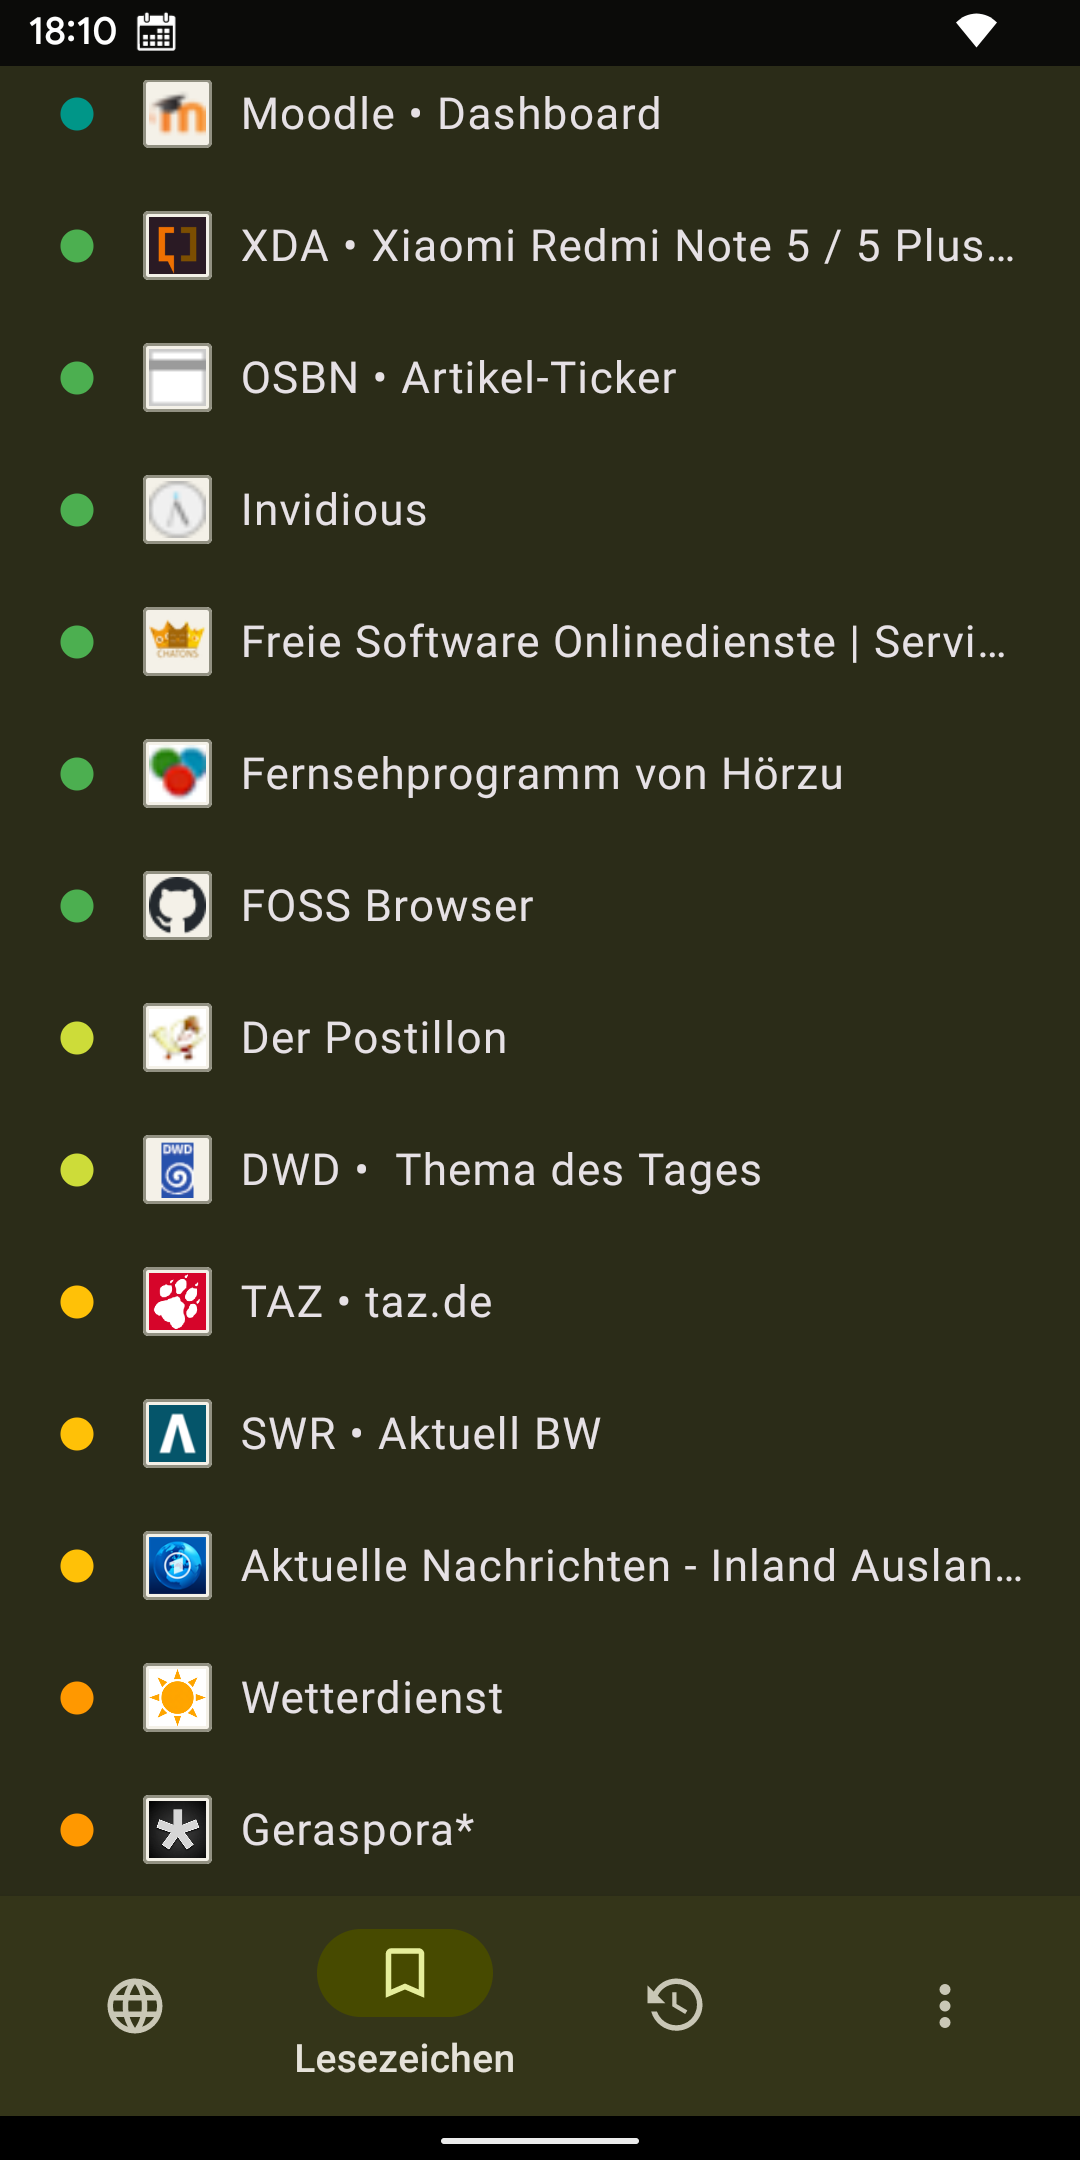 18:10
Moodle • Dashboard
XDA • Xiaomi Redmi Note 5 / 5 Plus…
OSBN • Artikel-Ticker
Invidious
CHATONS
Freie Software Onlinedienste | Servi…
Fernsehprogramm von Hörzu
FOSS Browser
Der Postillon
DWD
DWD •  Thema des Tages
TAZ • taz.de
SWR • Aktuell BW
Aktuelle Nachrichten - Inland Auslan…
Wetterdienst
Geraspora*
Lesezeichen